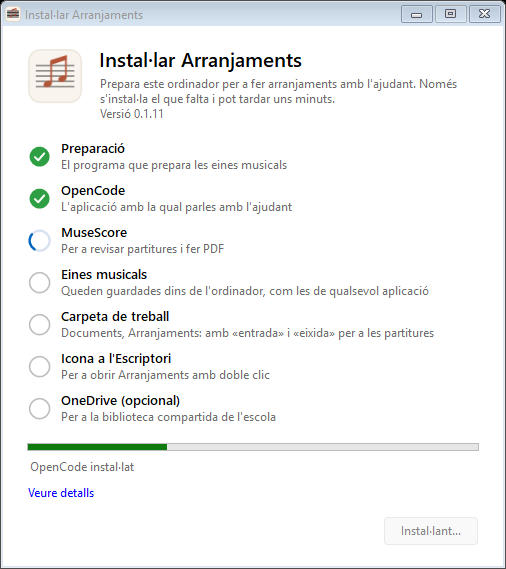 Instal·lar Arranjaments
Instal·lar Arranjaments
Prepara este ordinador per a fer arranjaments amb l'ajudant. Només
s'instal·la el que falta i pot tardar uns minuts.
Versió 0.1.11
Preparació
El programa que prepara les eines musicals
OpenCode
L'aplicació amb la qual parles amb l'ajudant
MuseScore
Per a revisar partitures i fer PDF
Eines musicals
Queden guardades dins de l'ordinador, com les de qualsevol aplicació
Carpeta de treball
Documents, Arranjaments: amb «entrada» i «eixida» per a les partitures
Icona a l'Escriptori
Per a obrir Arranjaments amb doble clic
OneDrive (opcional)
Per a la biblioteca compartida de l'escola
OpenCode instal·lat
Veure detalls
Instal·lant...